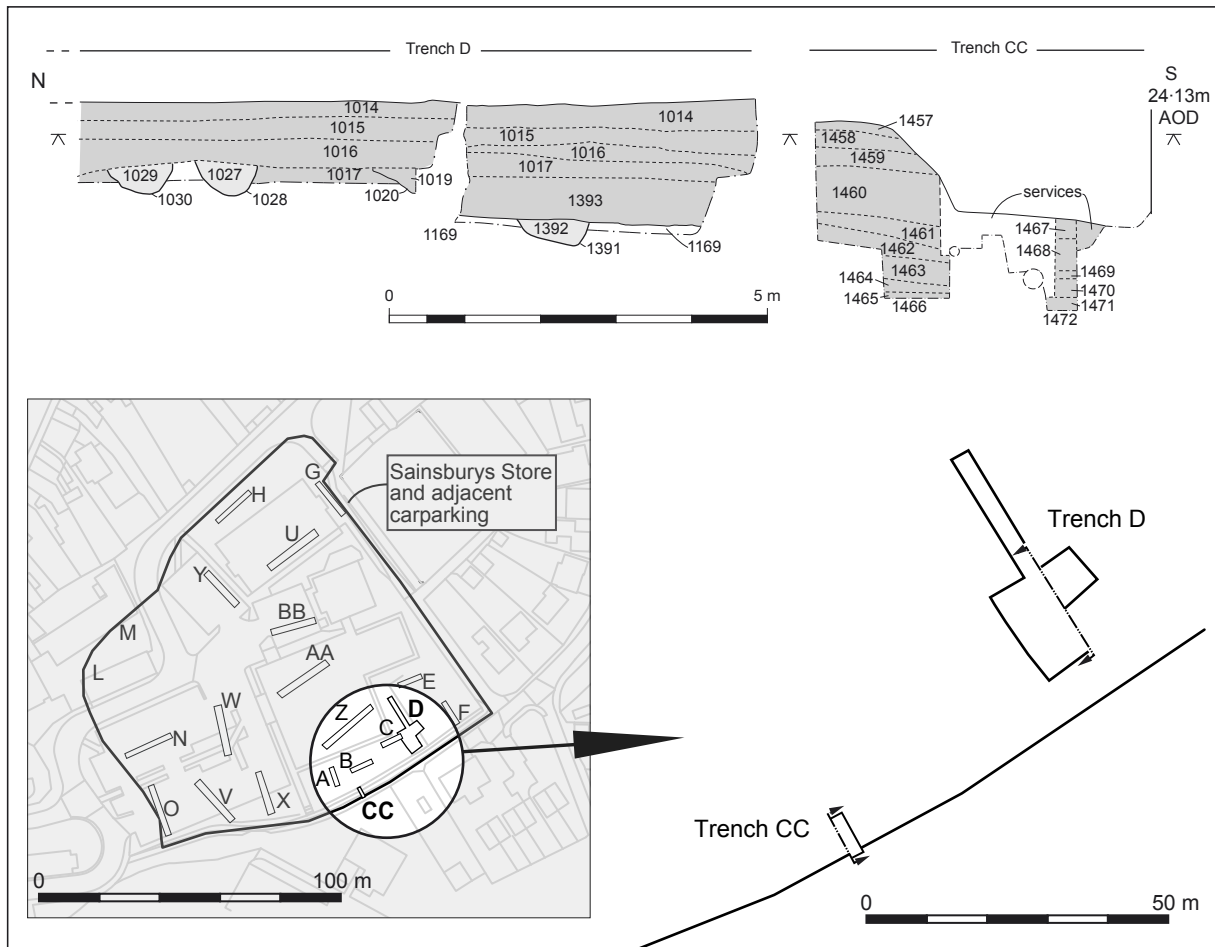 Trench D
Trench CC
N
S
24·13m
AOD
1014
1015
1016
1017
1029
1027
1019
1020
1030
1028
1014
1015
1016
1017
1393
1392
1169
1391
1169
1457
1458
1459
1460
1461
1462
1463
1464
1465
1466
services
1467
1468
1469
1470
1471
1472
0
5 m
Sainsburys Store
and adjacent
carparking
G
H
U
Y
BB
M
L
AA
E
W
Z
D
F
C
N
B
A
O
V
X
CC
0
100 m
Trench D
Trench CC
0
50 m